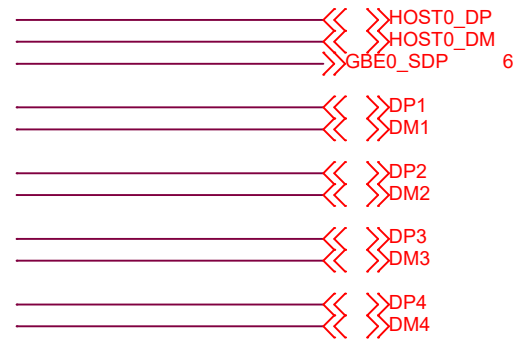 HOST0_DP
HOST0_DM
GBE0_SDP 6
DP1
DM1
DP2
DM2
DP3
DM3
DP4
DM4